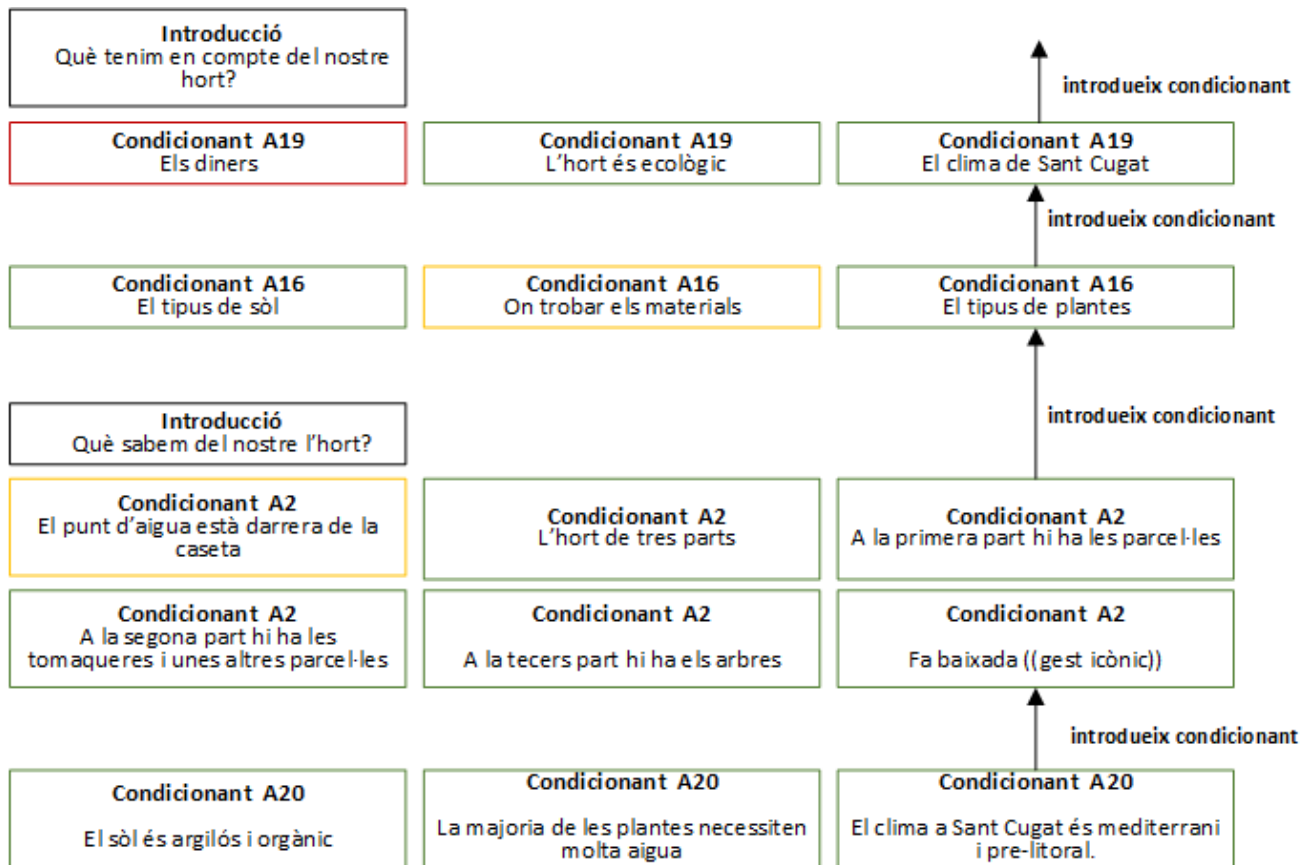 Introducció
Què tenim en compte del nostre
hort?
introdueix condicionant
Condicionant A19
Els diners
Condicionant A19
L'hort és ecològic
Condicionant A19
El clima de Sant Cugat
introdueix condicionant
Condicionant A16
El tipus de sòl
Condicionant A16
On trobar els materials
Condicionant A16
El tipus de plantes
Introducció
Què sabem del nostre l'hort?
introdueix condicionant
Condicionant A2
El punt d'aigua està darrera de la
caseta
Condicionant A2
L'hort de tres parts
Condicionant A2
A la primera part hi ha les parcel·les
Condicionant A2
A la segona part hi ha les
tomaqueres i unes altres parcel·les
Condicionant A2
A la tecers part hi ha els arbres
Condicionant A2
Fa baixada ((gest icònic))
introdueix condicionant
Condicionant A20
El sòl és argilós i orgànic
Condicionant A20
La majoria de les plantes necessiten
molta aigua
Condicionant A20
El clima a Sant Cugat és mediterrani
i pre-litoral.